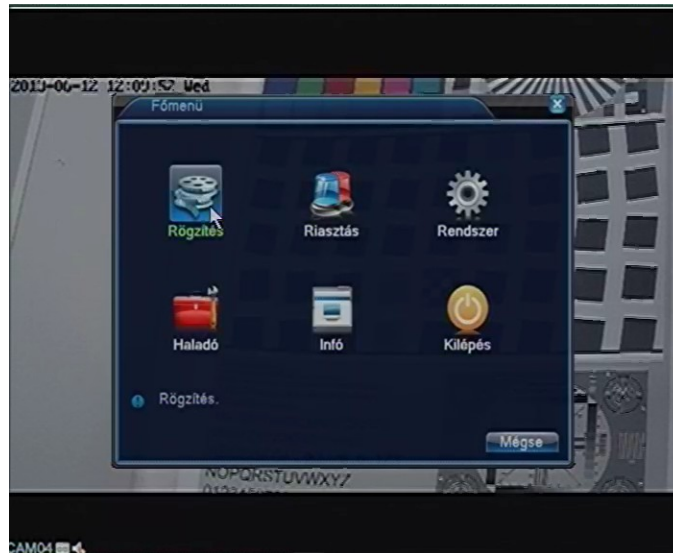 12:09:52 Wed
Főmenü
Rögzítés
Riasztás
Rendszer
Haladó
Infó
Kilépés
Rögzítés.
Mégse
NOPQRSTUVWXYZ
CAM04